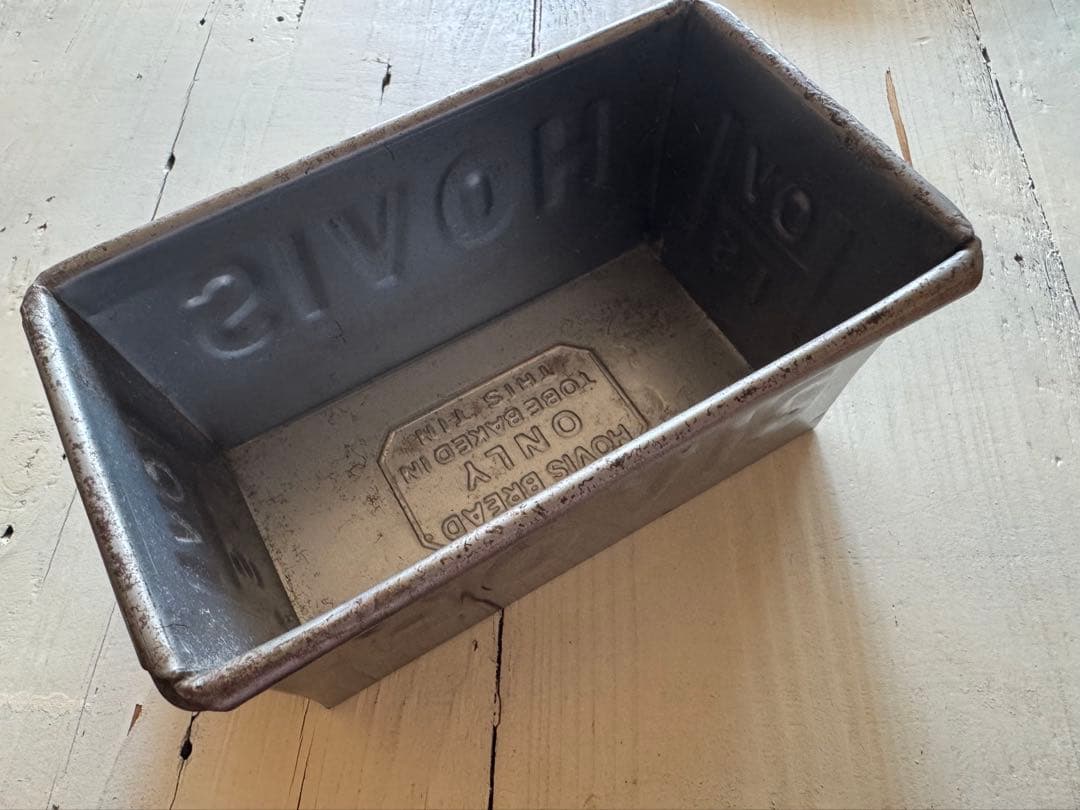 HOVIS
HOVIS BREAD
ONLY
TO BE BAKED IN
THIS TIN